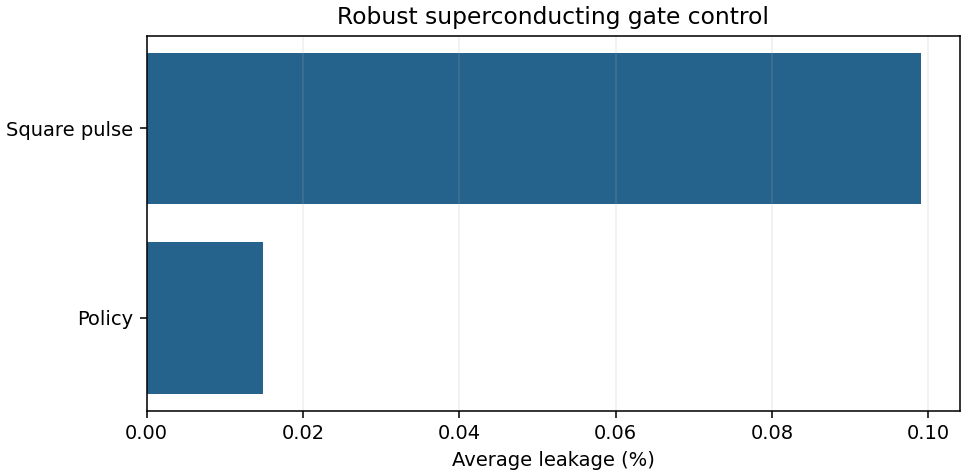 Robust superconducting gate control
Square pulse
Policy
0.00 0.02 0.04 0.06 0.08 0.10
Average leakage (%)